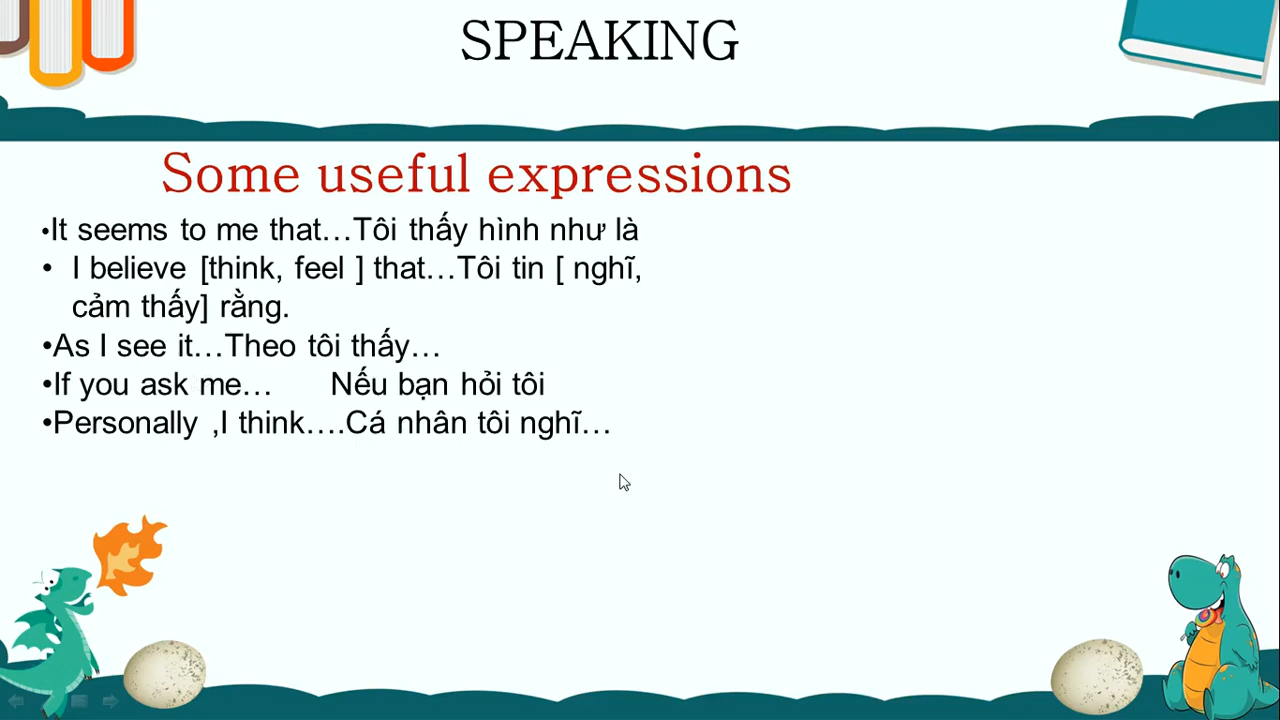 SPEAKING
Some useful expressions
•It seems to me that…Tôi thấy hình như là
• I believe [think, feel ] that…Tôi tin [ nghĩ,
cảm thấy] rằng.
•As I see it…Theo tôi thấy…
•If you ask me… Nếu bạn hỏi tôi
•Personally ,I think….Cá nhân tôi nghĩ…